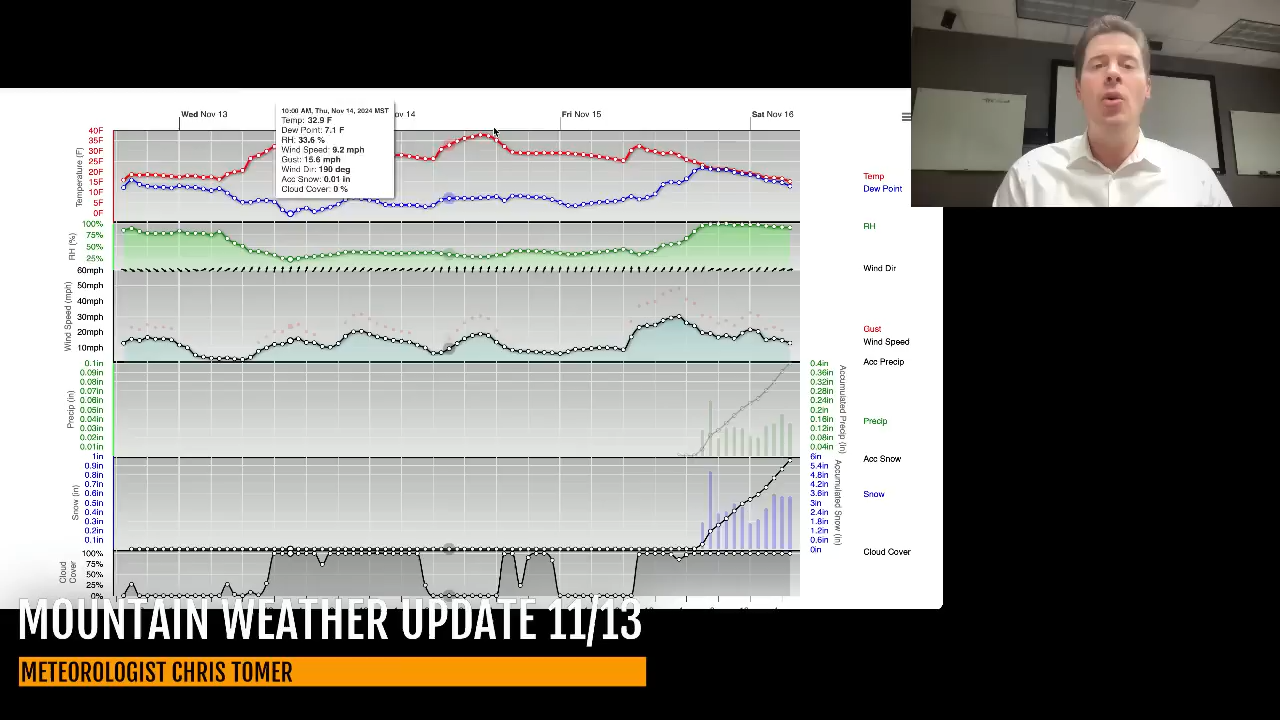 Wed Nov 13
10:00 AM, Thu, Nov 14, 2024 MST
Temp: 32.9 F
Dew Point: 7.1 F
RH: 33.6 %
Wind Speed: 9.2 mph
Gust: 15.6 mph
Wind Dir: 190 deg
Acc Snow: 0.01 in
Cloud Cover: 0 %
ov 14
Fri Nov 15
Sat Nov 16
Temperature (F)
40F
35F
30F
25F
20F
15F
10F
5F
0F
Temp
Dew Point
RH (%)
100%
75%
50%
25%
RH
Wind Dir
Wind Speed (mph)
60mph
50mph
40mph
30mph
20mph
10mph
Gust
Wind Speed
Acc Precip
Precip (in)
0.1in
0.09in
0.08in
0.07in
0.06in
0.05in
0.04in
0.03in
0.02in
0.01in
0.4in
0.36in
0.32in
0.28in
0.24in
0.2in
0.16in
0.12in
0.08in
0.04in
Accumulated Precip (in)
Precip
Acc Snow
Snow (in)
1in
0.9in
0.8in
0.7in
0.6in
0.5in
0.4in
0.3in
0.2in
0.1in
6in
5.4in
4.8in
4.2in
3.6in
3in
2.4in
1.8in
1.2in
0.6in
0in
Accumulated Snow (in)
Snow
Cloud Cover
Cloud
Cover
100%
75%
50%
25%
0%
MOUNTAIN WEATHER UPDATE 11/13
METEOROLOGIST CHRIS TOMER